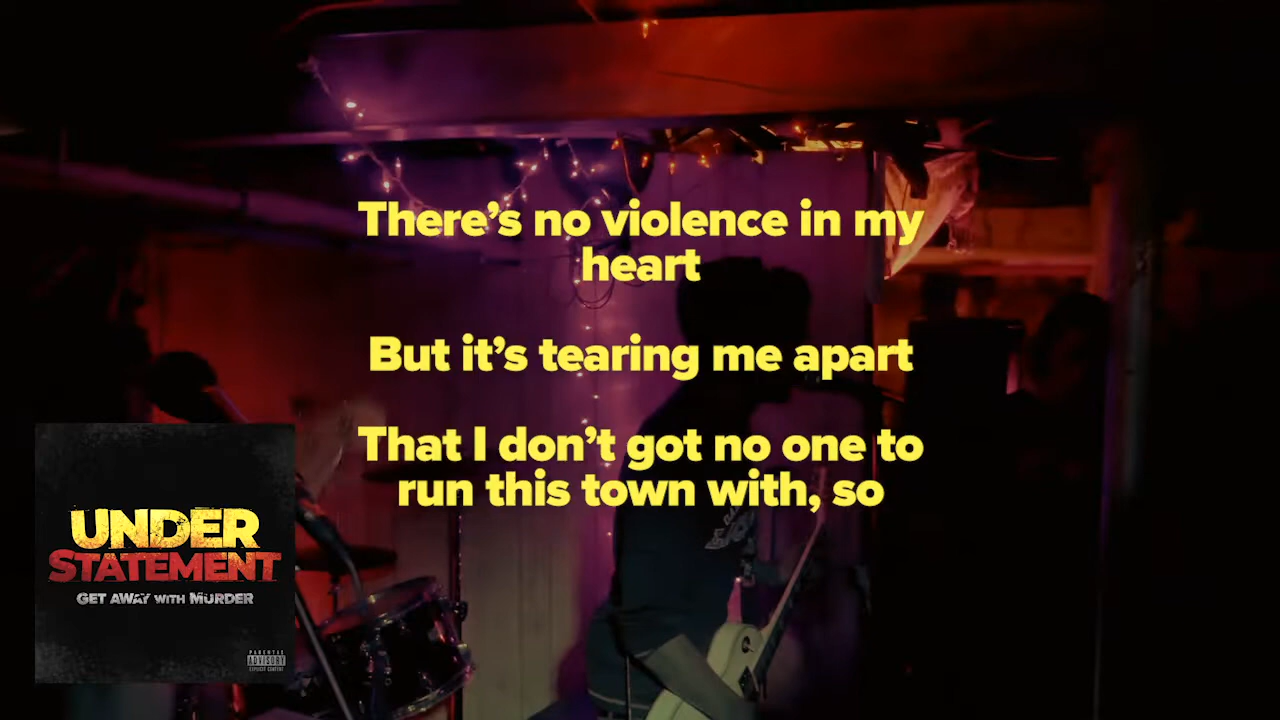 There’s no violence in my
heart
But it’s tearing me apart
That I don’t got no one to
run this town with, so
UNDER
STATEMENT
GET AWAY WITH MURDER
PARENTAL
ADVISORY
EXPLICIT CONTENT